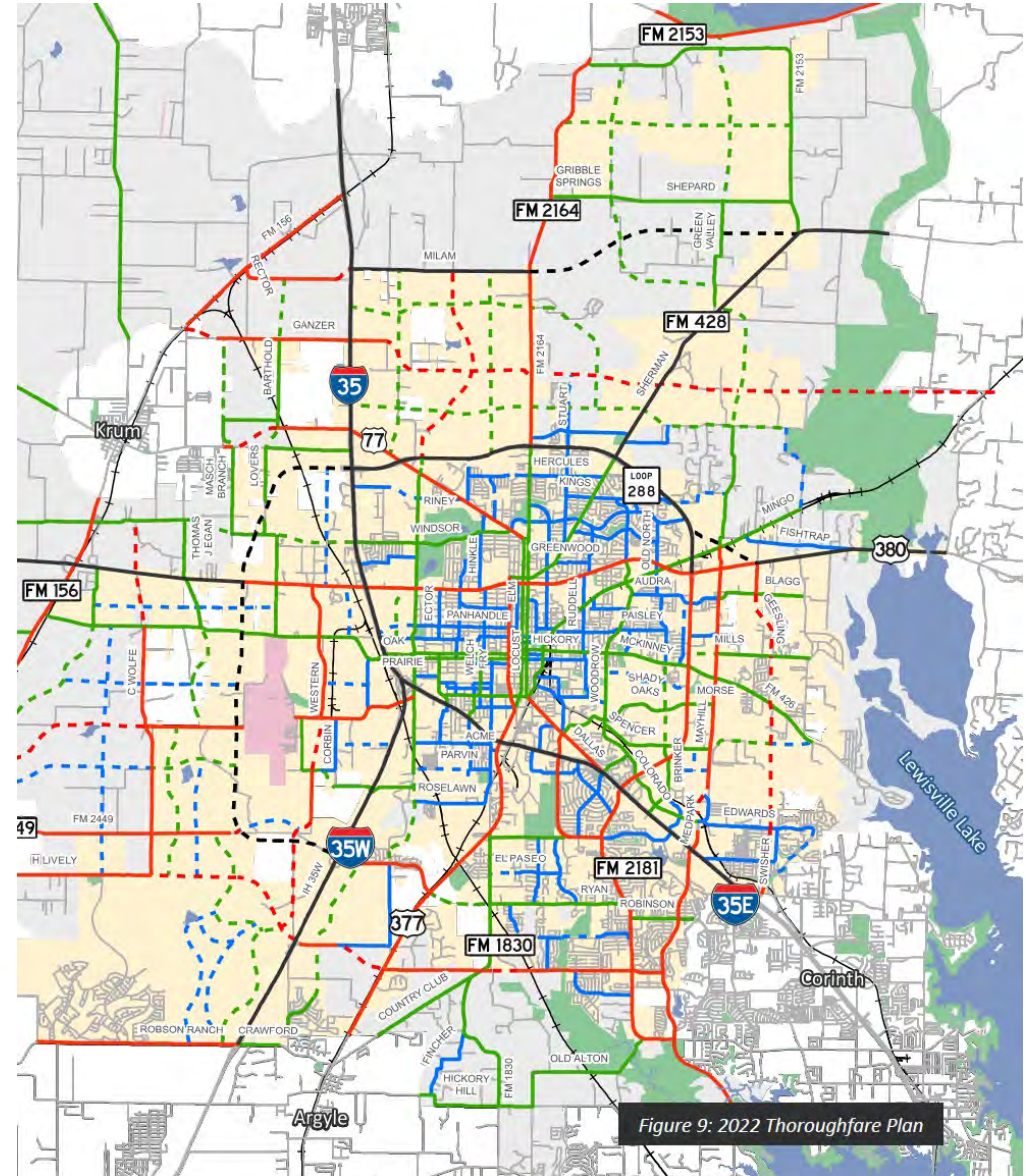 FM 2153
FM 2153
GRIBBLE
SPRINGS
SHEPARD
FM 2164
GREEN
VALLEY
FM 156
RECTOR
MILAM
FM 428
GANZER
BARTHOLD
35
FM 2164
SHERMAN
STUART
Krum
77
HERCULES
KINGS
LOOP
288
MASCH
BRANCH
LOVERS
RINEY
WINDSOR
HINKLE
GREENWOOD
OLD NORTH
MINGO
FISHTRAP
380
THOMAS
J EGAN
FM 156
ECTOR
ELM
RUDDELL
AUDRA
BLAGG
GEESLING
PANHANDLE
PAISLEY
OAK
WELCH
FRY
LOCUST
HICKORY
MCKINNEY
MILLS
PRAIRIE
WOODROW
SHADY
OAKS
MORSE
FM 426
C WOLFE
WESTERN
CORBIN
ACME
PARVIN
SPENCER
DALLAS
COLORADO
BRINKER
MAYHILL
ROSELAWN
MEDPARK
EDWARDS
Lewisville Lake
49
FM 2449
35W
H LIVELY
IH 35W
EL PASEO
FM 2181
SWISHER
RYAN
ROBINSON
35E
377
FM 1830
Corinth
COUNTRY CLUB
ROBSON RANCH
CRAWFORD
FINCHER
OLD ALTON
HICKORY
HILL
FM 1830
Argyle
Figure 9: 2022 Thoroughfare Plan